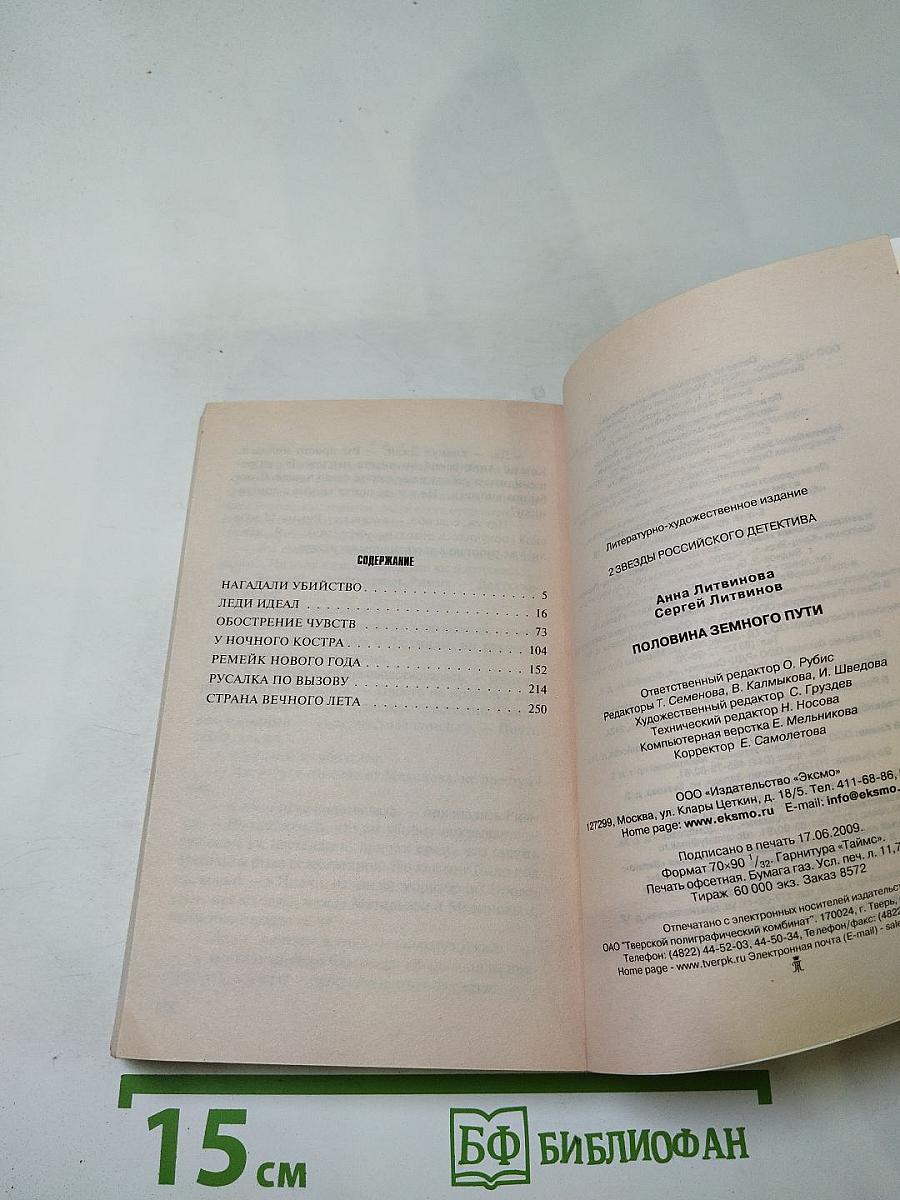 СОДЕРЖАНИЕ
НАГАДАЛИ УБИЙСТВО . . . . . . . . . . . . . . . . . . 5
ЛЕДИ ИДЕАЛ . . . . . . . . . . . . . . . . . . . . . . . . 16
ОБОСТРЕНИЕ ЧУВСТВ . . . . . . . . . . . . . . . . . . 73
У НОЧНОГО КОСТРА . . . . . . . . . . . . . . . . . . . 104
РЕМЕЙК НОВОГО ГОДА . . . . . . . . . . . . . . . . . 152
РУСАЛКА ПО ВЫЗОВУ . . . . . . . . . . . . . . . . . . 214
СТРАНА ВЕЧНОГО ЛЕТА . . . . . . . . . . . . . . . . . 250
Литературно-художественное издание
2 ЗВЕЗДЫ РОССИЙСКОГО ДЕТЕКТИВА
Анна Литвинова
Сергей Литвинов
ПОЛОВИНА ЗЕМНОГО ПУТИ
Ответственный редактор О. Рубис
Редакторы Т. Семенова, В. Калмыкова, И. Шведова
Художественный редактор С. Груздев
Технический редактор Н. Носова
Компьютерная верстка Е. Мельникова
Корректор Е. Самолетова
ООО «Издательство «Эксмо»
127299, Москва, ул. Клары Цеткин, д. 18/5. Тел. 411-68-86,
Home page: www.eksmo.ru E-mail: info@eksmo.
Подписано в печать 17.06.2009.
Формат 70×90 1/32. Гарнитура «Таймс».
Печать офсетная. Бумага газ. Усл. печ. л. 11,7
Тираж 60 000 экз. Заказ 8572
Отпечатано с электронных носителей издательств
ОАО "Тверской полиграфический комбинат". 170024, г. Тверь,
Телефон: (4822) 44-52-03, 44-50-34, Телефон/факс: (4822
Home page - www.tverpk.ru Электронная почта (E-mail) - sale
15 см
БФ БИБЛИОФАН